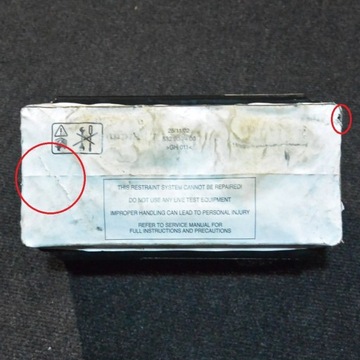 THIS RESTRAINT SYSTEM CANNOT BE REPAIRED!
DO NOT USE ANY LIVE TEST EQUIPMENT
IMPROPER HANDLING CAN LEAD TO PERSONAL INJURY
REFER TO SERVICE MANUAL FOR
FULL INSTRUCTIONS AND PRECAUTIONS